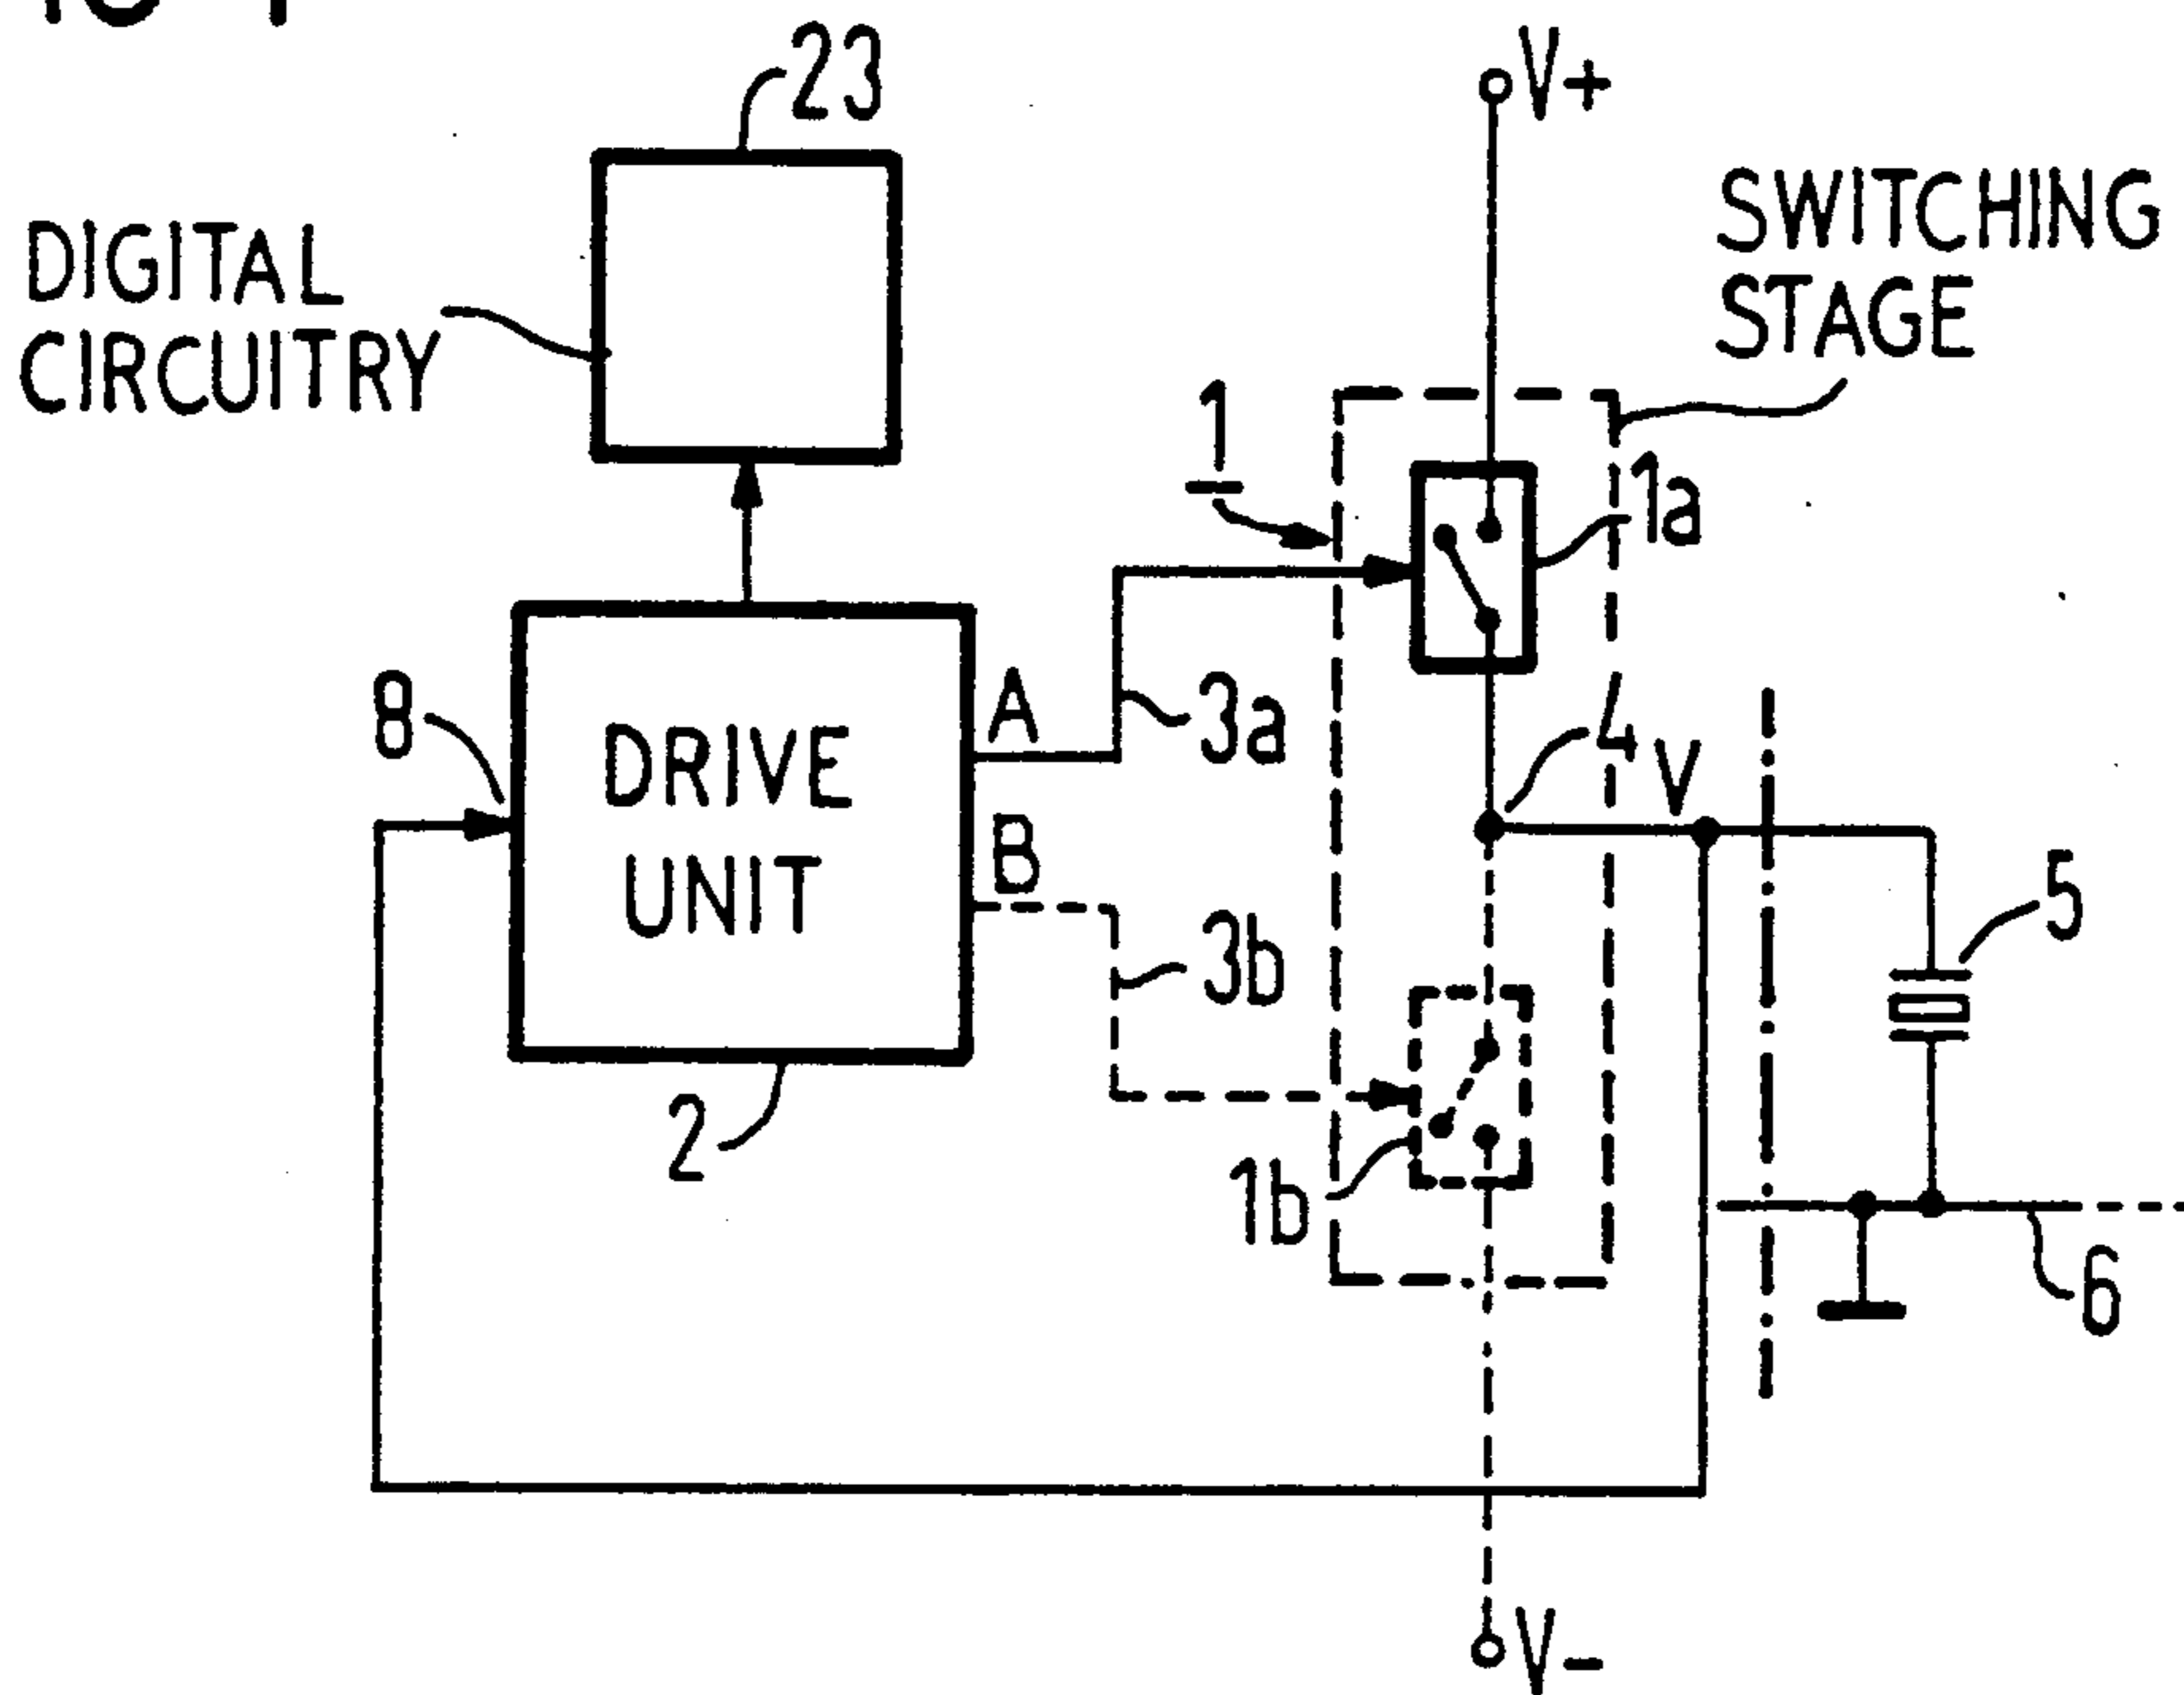 23
V+
SWITCHING
STAGE
DIGITAL
CIRCUITRY
1
1a
8
A
3a
DRIVE
UNIT
4
V
B
5
3b
2
1b
6
V-